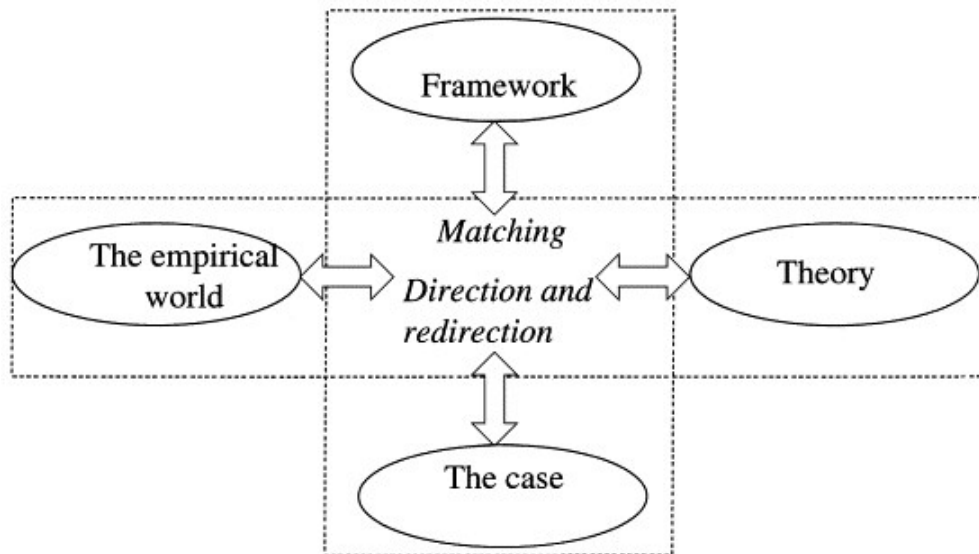 Framework
Matching
The empirical
world
Direction and
redirection
Theory
The case